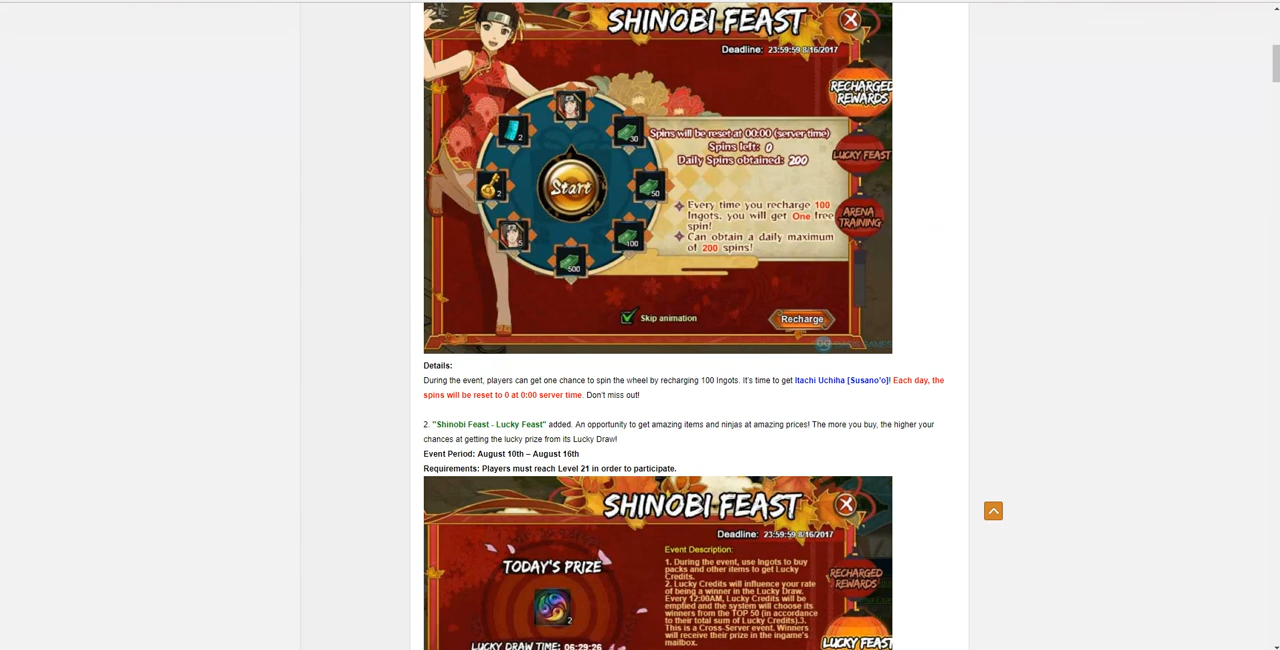 SHINOBI FEAST
Deadline: 23:59:59 8/16/2017
RECHARGED
REWARDS
Spins will be reset at 00:00 (server time)
Spins left: 0
Daily Spins obtained: 200
LUCKY FEAST
Every time you recharge 100
Ingots, you will get One free
spin!
Can obtain a daily maximum
of 200 spins!
ARENA
TRAINING
2
30
2
Start
50
5
100
500
Skip animation
Recharge
Details:
During the event, players can get one chance to spin the wheel by recharging 100 Ingots. It's time to get Itachi Uchiha [Susano'o]! Each day, the
spins will be reset to 0 at 0:00 server time. Don't miss out!
2. "Shinobi Feast - Lucky Feast" added. An opportunity to get amazing items and ninjas at amazing prices! The more you buy, the higher your
chances at getting the lucky prize from its Lucky Draw!
Event Period: August 10th – August 16th
Requirements: Players must reach Level 21 in order to participate.
SHINOBI FEAST
Deadline: 23:59:59 8/16/2017
TODAY'S PRIZE
2
LUCKY DRAW TIME: 06:29:26
Event Description:
1. During the event, use Ingots to buy
packs and other items to get Lucky
Credits.
2. Lucky Credits will influence your rate
of being a winner in the Lucky Draw.
Every 12:00AM, Lucky Credits will be
emptied and the system will choose its
winners from the TOP 50 (in accordance
to their total sum of Lucky Credits).3.
This is a Cross-Server event. Winners
will receive their prize in the ingame's
mailbox.
RECHARGED
REWARDS
LUCKY FEAST